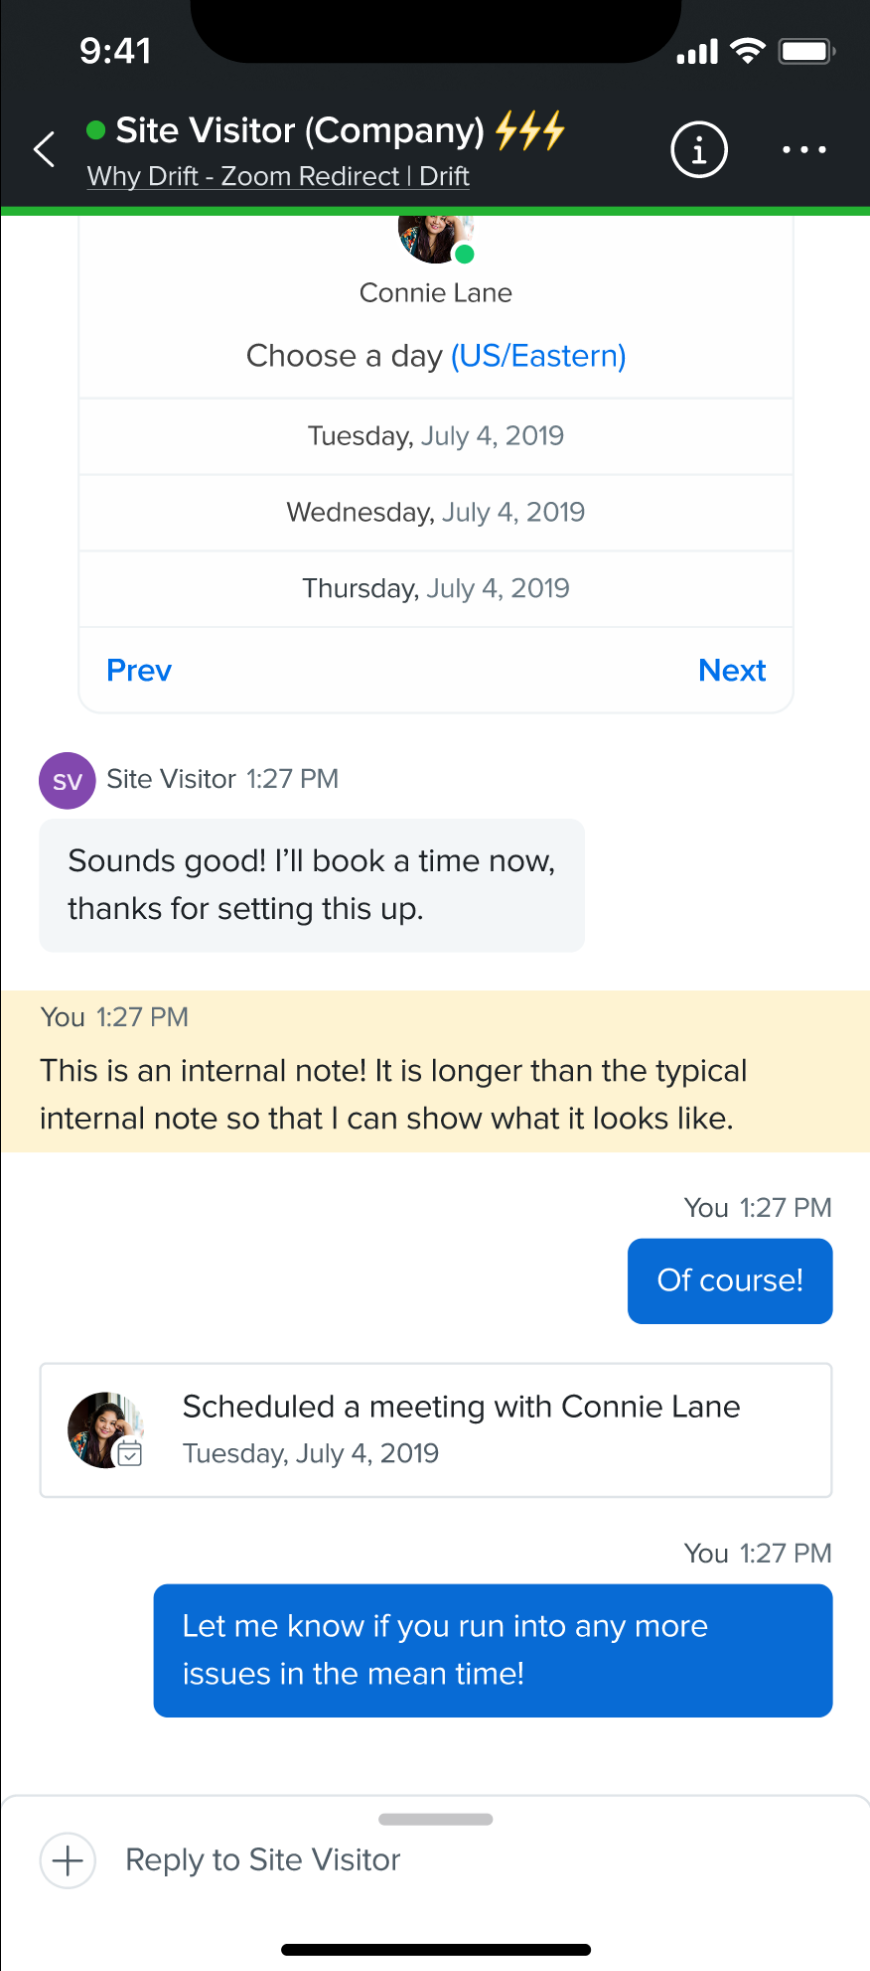 9:41
Site Visitor (Company) ⚡⚡⚡
Why Drift - Zoom Redirect | Drift
Connie Lane
Choose a day (US/Eastern)
Tuesday, July 4, 2019
Wednesday, July 4, 2019
Thursday, July 4, 2019
Prev Next
SV Site Visitor 1:27 PM
Sounds good! I’ll book a time now,
thanks for setting this up.
You 1:27 PM
This is an internal note! It is longer than the typical
internal note so that I can show what it looks like.
You 1:27 PM
Of course!
Scheduled a meeting with Connie Lane
Tuesday, July 4, 2019
You 1:27 PM
Let me know if you run into any more
issues in the mean time!
Reply to Site Visitor